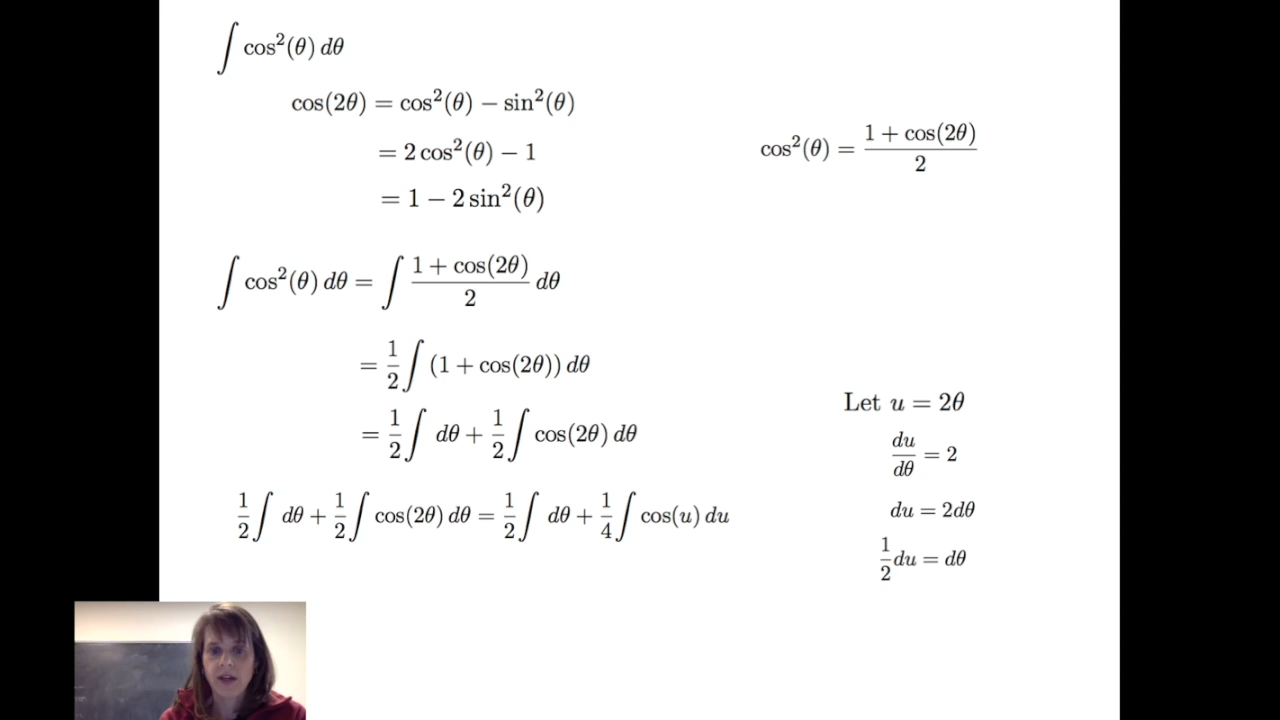 ∫ cos²(θ) dθ
cos(2θ) = cos²(θ) − sin²(θ)
= 2 cos²(θ) − 1
= 1 − 2 sin²(θ)
cos²(θ) = (1 + cos(2θ))/2
∫ cos²(θ) dθ = ∫ (1 + cos(2θ))/2 dθ
= 1/2 ∫ (1 + cos(2θ)) dθ
= 1/2 ∫ dθ + 1/2 ∫ cos(2θ) dθ
1/2 ∫ dθ + 1/2 ∫ cos(2θ) dθ = 1/2 ∫ dθ + 1/4 ∫ cos(u) du
Let u = 2θ
du/dθ = 2
du = 2dθ
1/2 du = dθ